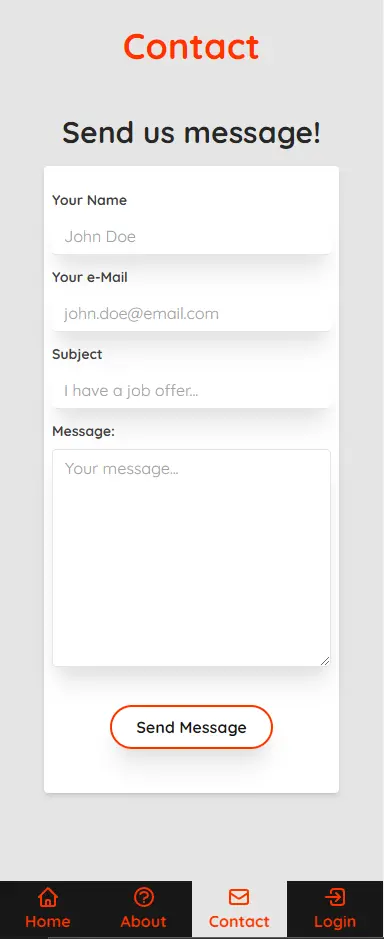 Contact
Send us message!
Your Name
John Doe
Your e-Mail
john.doe@email.com
Subject
I have a job offer...
Message:
Your message...
Send Message
Home About Contact Login